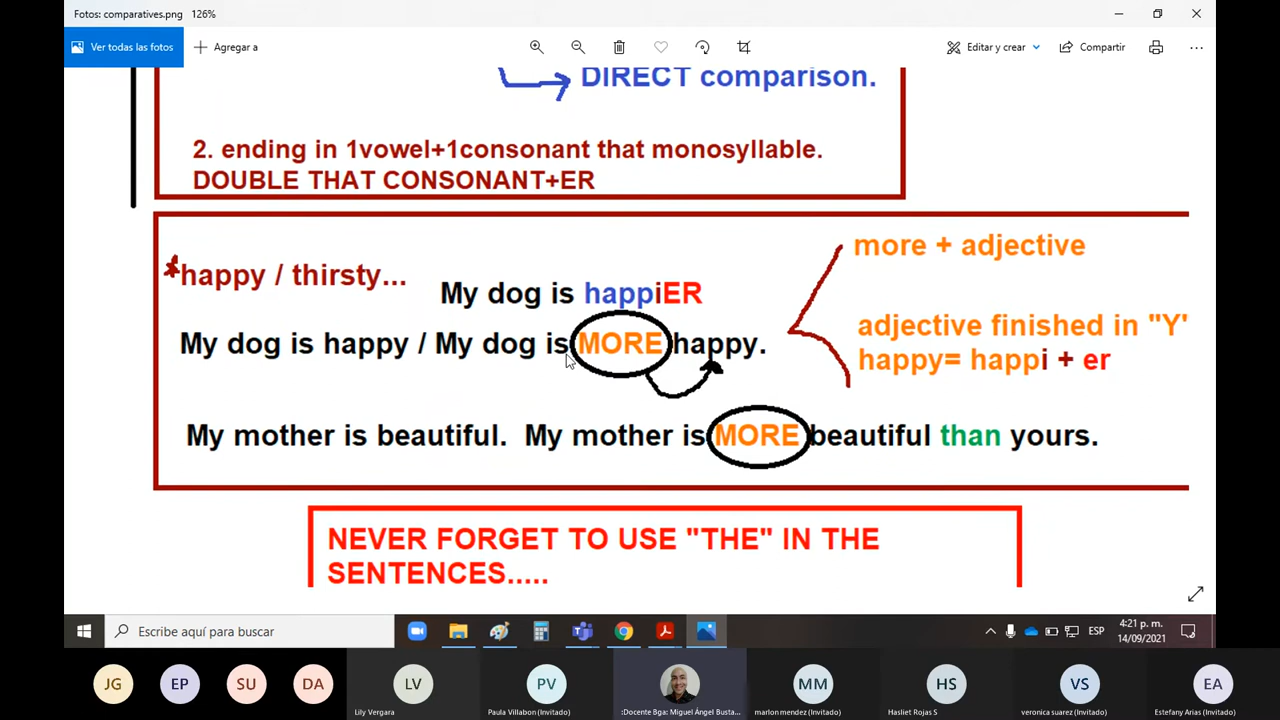 Fotos: comparatives.png 126%
Ver todas las fotos
Agregar a
Editar y crear
Compartir
DIRECT comparison.
2. ending in 1vowel+1consonant that monosyllable.
DOUBLE THAT CONSONANT+ER
more + adjective
*happy / thirsty...
My dog is happiER
adjective finished in "Y'
My dog is happy / My dog is MORE happy.
happy= happi + er
My mother is beautiful. My mother is MORE beautiful than yours.
NEVER FORGET TO USE "THE" IN THE
SENTENCES.....
Escribe aquí para buscar
ESP
4:21 p. m.
14/09/2021
JG
EP
SU
DA
LV
PV
MM
HS
VS
EA
Lily Vergara
Paula Villabon (Invitado)
:Docente Bga: Miguel Ángel Busta...
marlon mendez (Invitado)
Hasliet Rojas S
veronica suarez (Invitado)
Estefany Arias (Invitado)